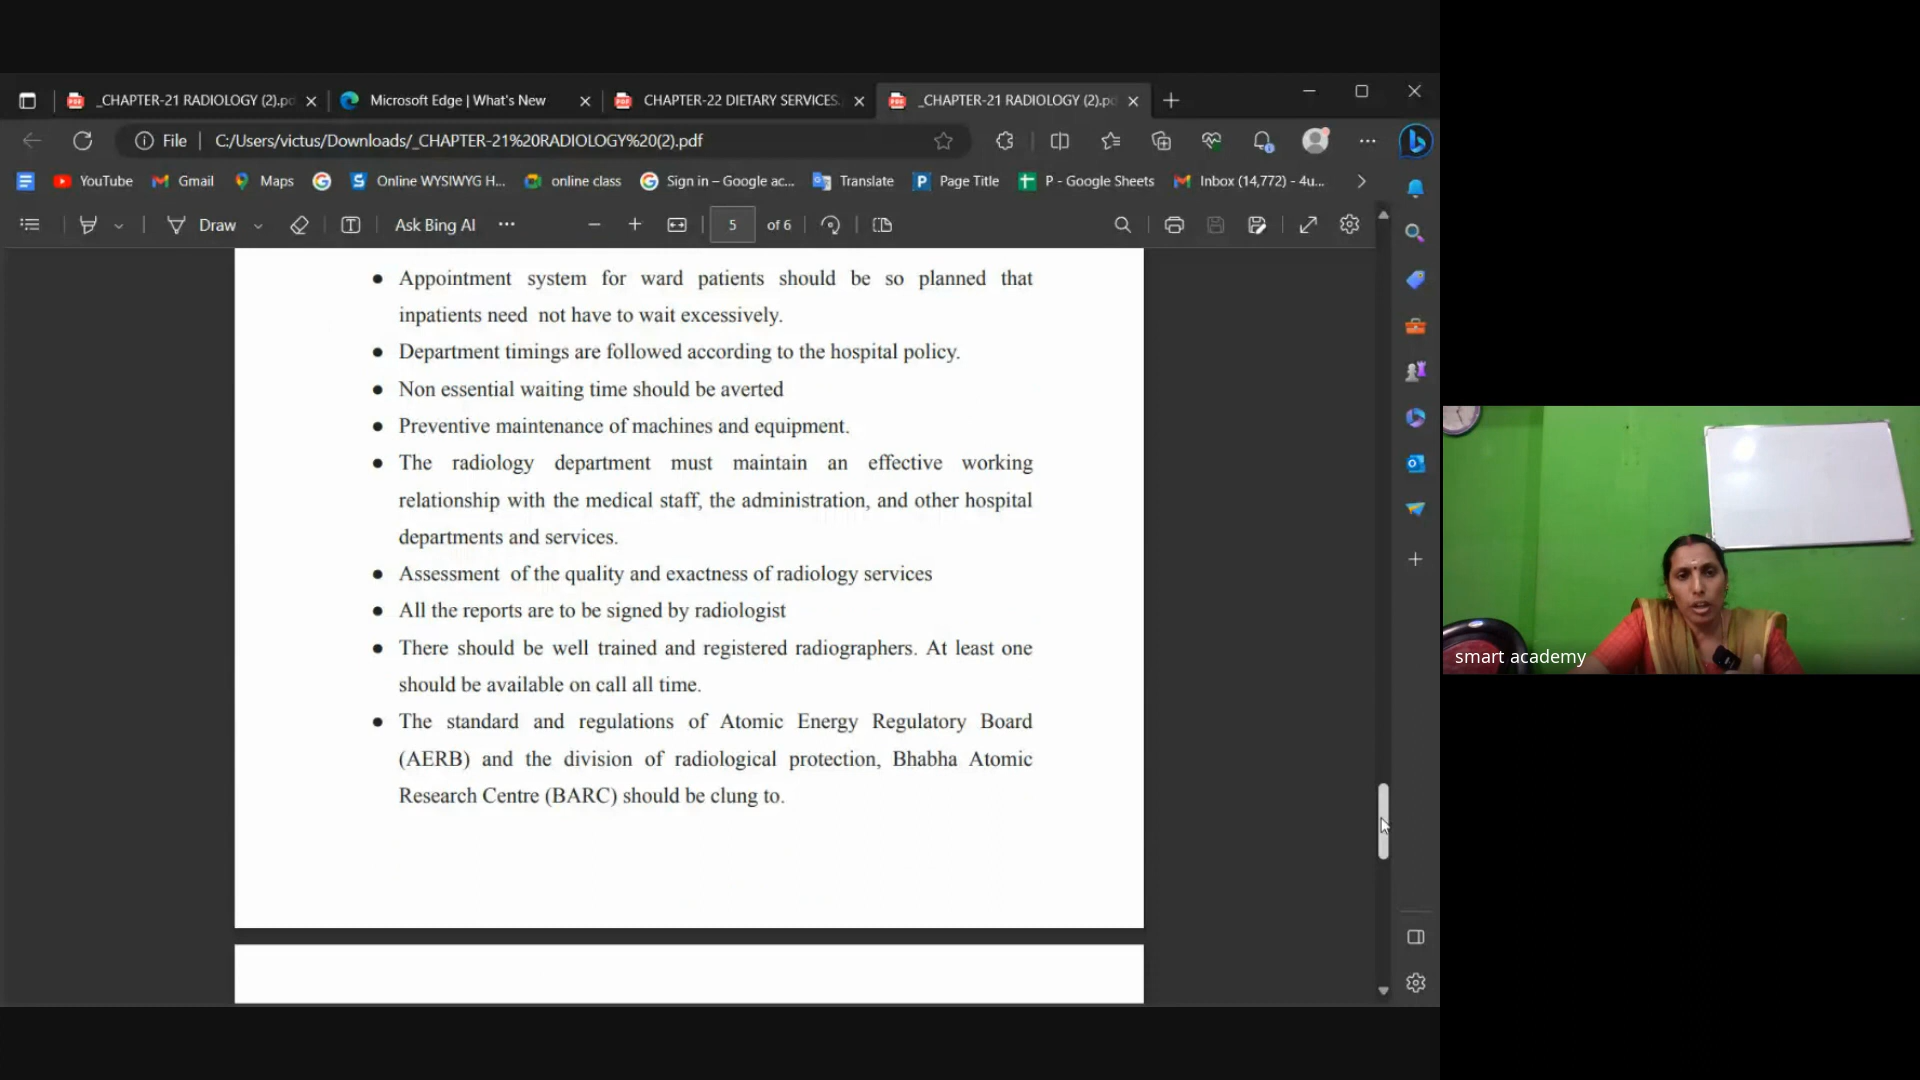 _CHAPTER-21 RADIOLOGY (2).pd
Microsoft Edge | What's New
CHAPTER-22 DIETARY SERVICES.
_CHAPTER-21 RADIOLOGY (2).pd
File
C:/Users/victus/Downloads/_CHAPTER-21%20RADIOLOGY%20(2).pdf
YouTube
Gmail
Maps
Online WYSIWYG H...
online class
Sign in – Google ac...
Translate
Page Title
P - Google Sheets
Inbox (14,772) - 4u...
Draw
Ask Bing AI
5 of 6
● Appointment system for ward patients should be so planned that
inpatients need not have to wait excessively.
● Department timings are followed according to the hospital policy.
● Non essential waiting time should be averted
● Preventive maintenance of machines and equipment.
● The radiology department must maintain an effective working
relationship with the medical staff, the administration, and other hospital
departments and services.
● Assessment of the quality and exactness of radiology services
● All the reports are to be signed by radiologist
● There should be well trained and registered radiographers. At least one
should be available on call all time.
● The standard and regulations of Atomic Energy Regulatory Board
(AERB) and the division of radiological protection, Bhabha Atomic
Research Centre (BARC) should be clung to.
smart academy